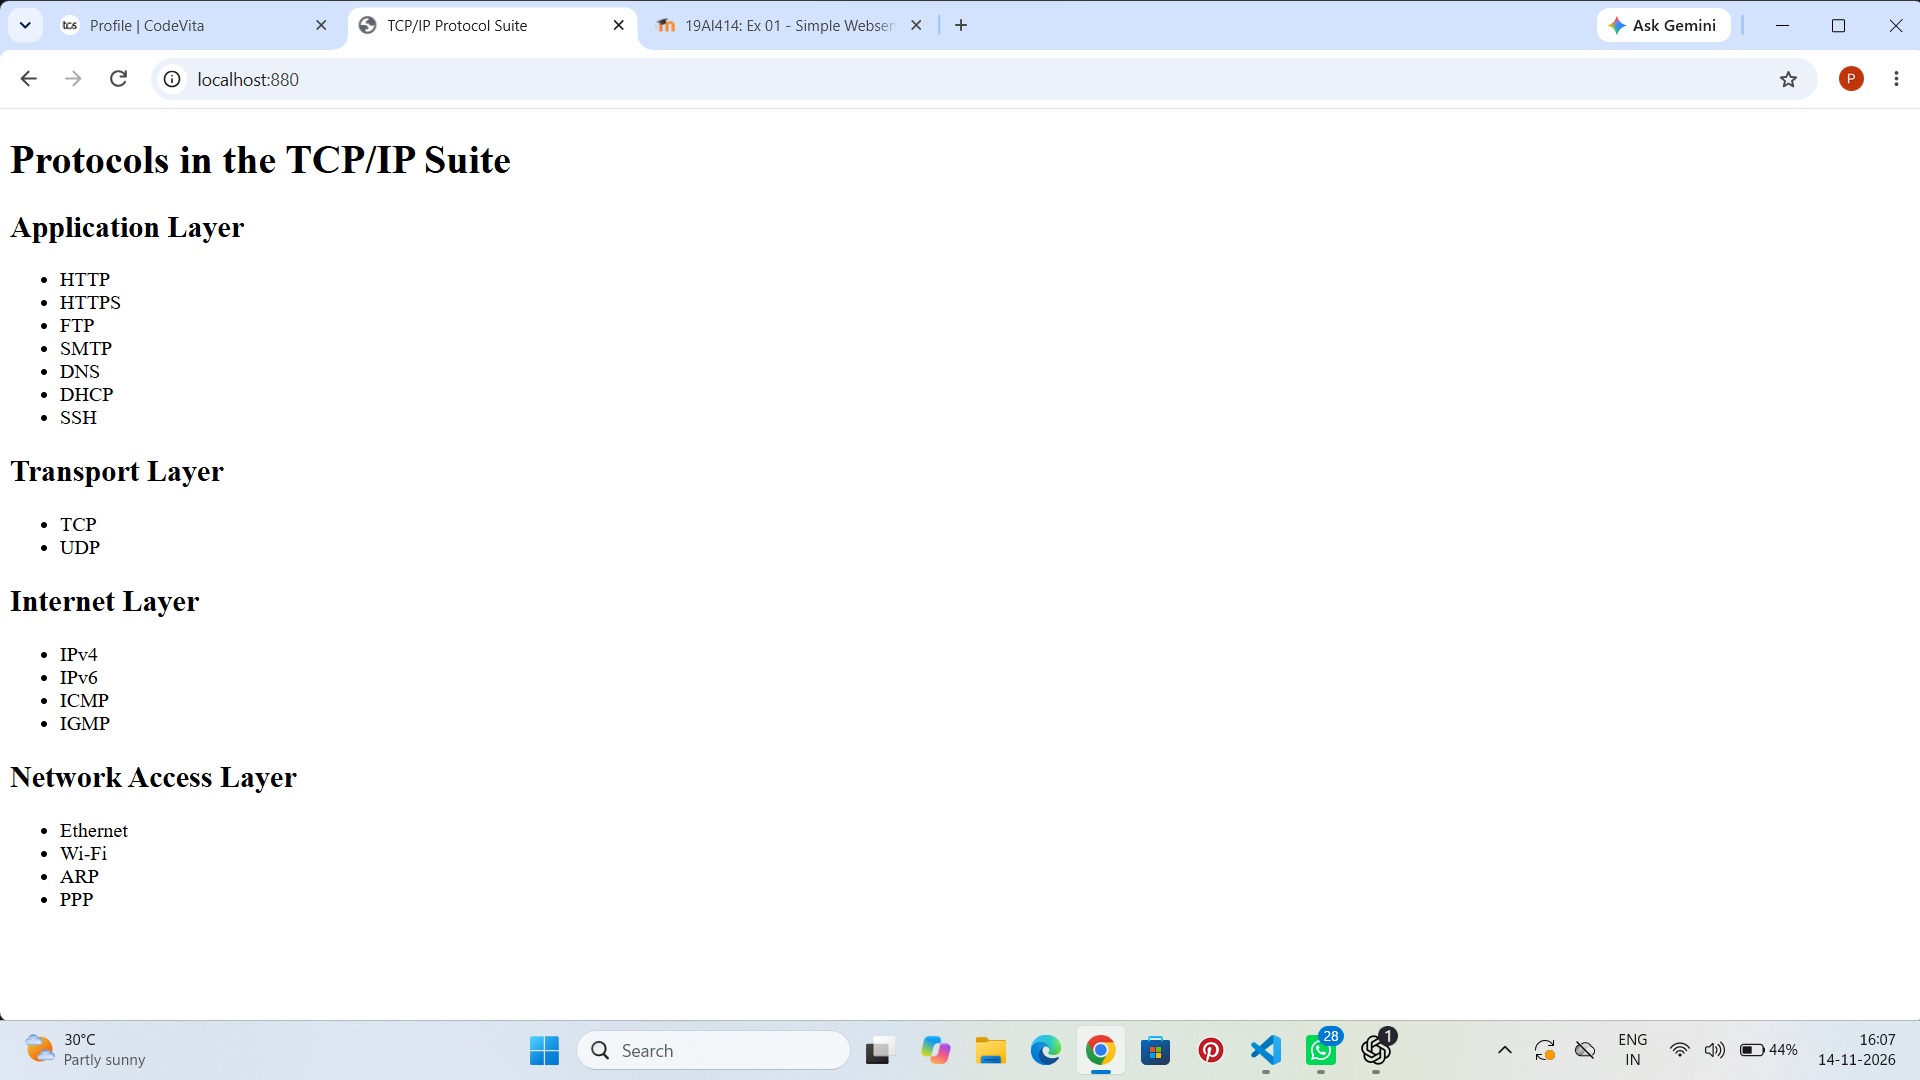 tcs Profile | CodeVita
TCP/IP Protocol Suite
19AI414: Ex 01 - Simple Webser
Ask Gemini
localhost:880
P
Protocols in the TCP/IP Suite
Application Layer
• HTTP
• HTTPS
• FTP
• SMTP
• DNS
• DHCP
• SSH
Transport Layer
• TCP
• UDP
Internet Layer
• IPv4
• IPv6
• ICMP
• IGMP
Network Access Layer
• Ethernet
• Wi-Fi
• ARP
• PPP
30°C
Partly sunny
Search
28
1
ENG
IN
44%
16:07
14-11-2026